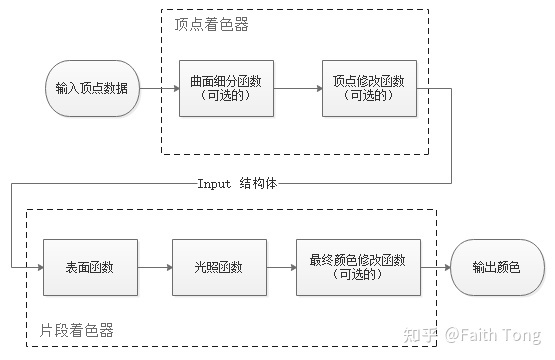 顶点着色器
输入顶点数据
曲面细分函数
（可选的）
顶点修改函数
（可选的）
Input 结构体
表面函数
光照函数
最终颜色修改函数
（可选的）
输出颜色
片段着色器
知乎 @Faith Tong